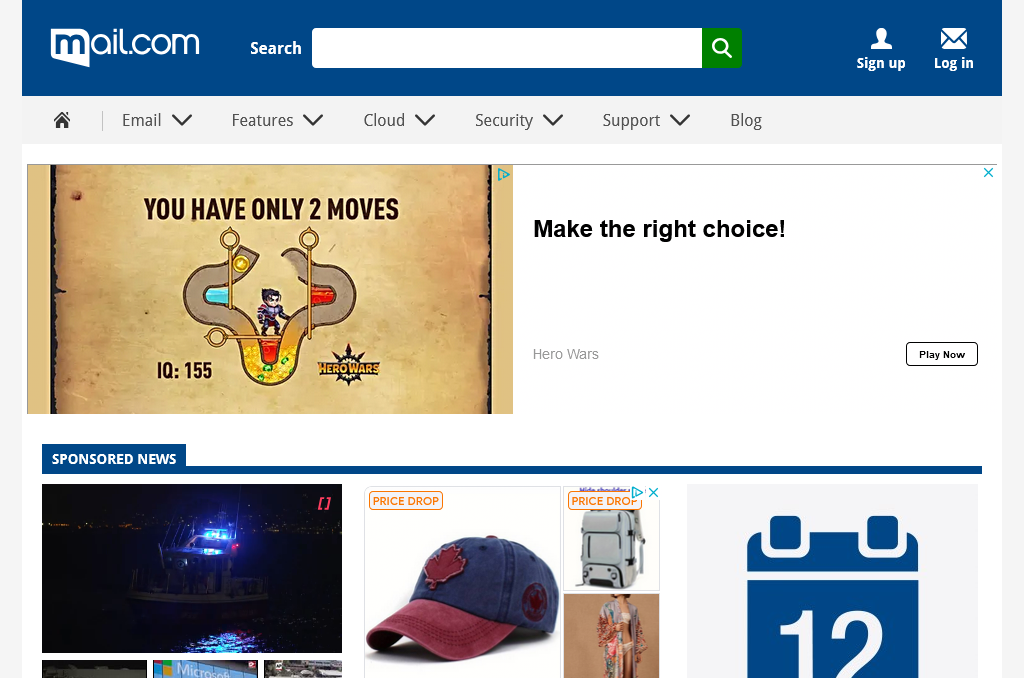 mail.com
Search
Sign up
Log in
Email
Features
Cloud
Security
Support
Blog
YOU HAVE ONLY 2 MOVES
IQ: 155
HERO WARS
Make the right choice!
Hero Wars
Play Now
SPONSORED NEWS
PRICE DROP
PRICE DROP
Microsoft
12